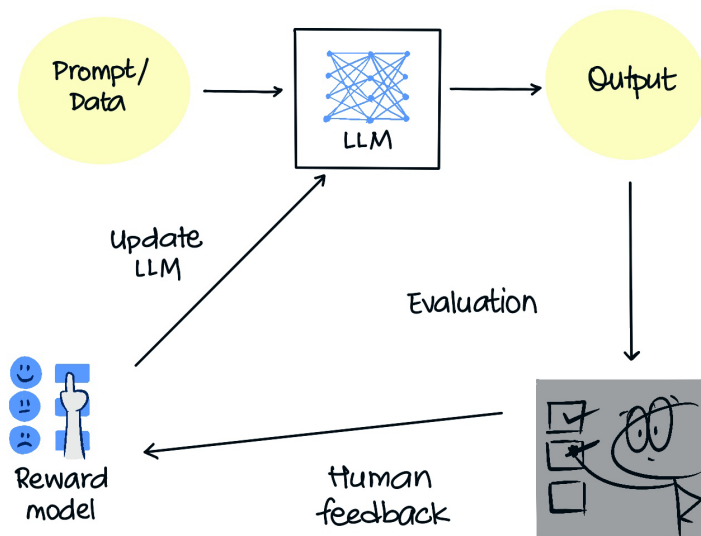 Prompt/
Data
LLM
Output
Update
LLM
Evaluation
Reward
model
Human
feedback